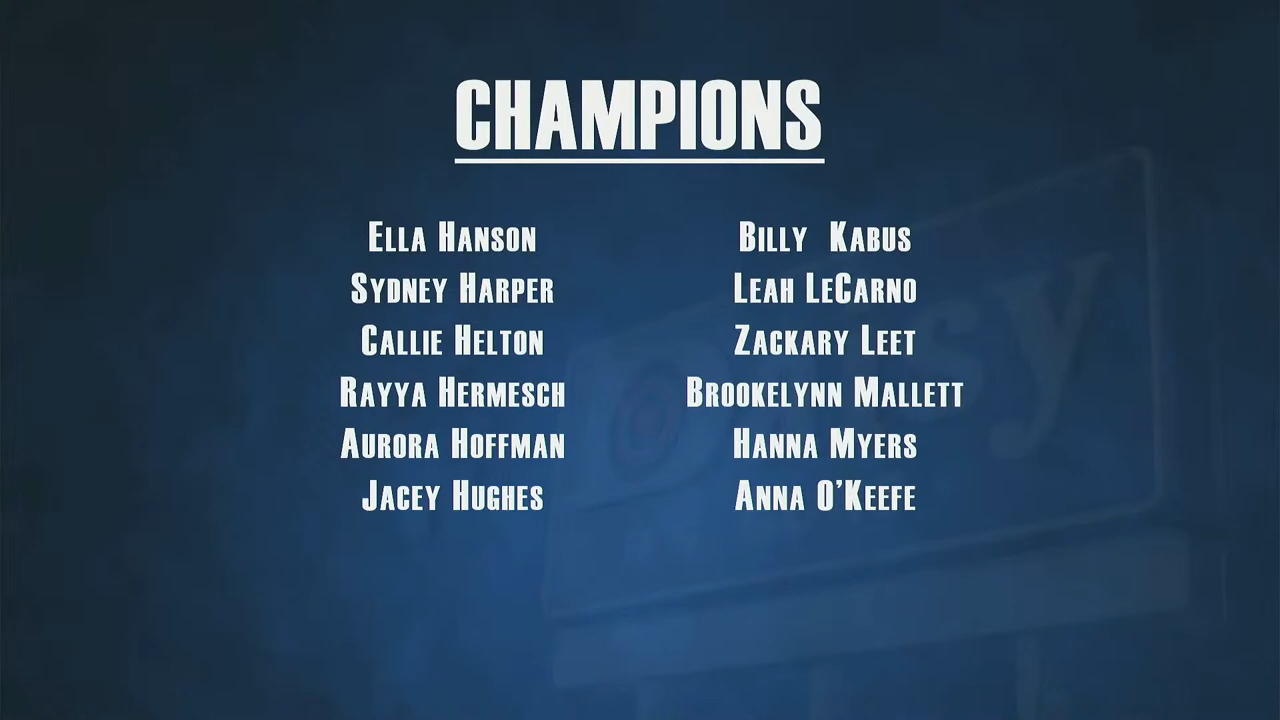 CHAMPIONS
Ella Hanson
Sydney Harper
Callie Helton
Rayya Hermesch
Aurora Hoffman
Jacey Hughes
Billy  Kabus
Leah LeCarno
Zackary Leet
Brookelynn Mallett
Hanna Myers
Anna O'Keefe